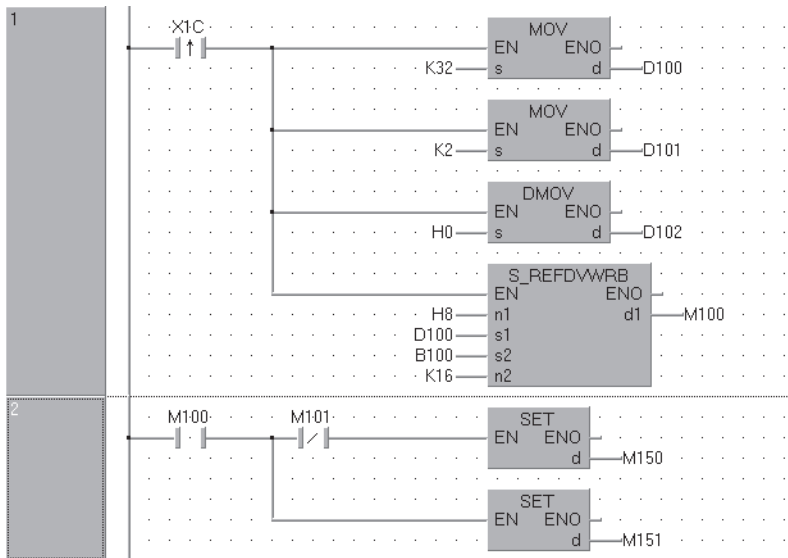 1
X1C
MOV
EN ENO
K32 s d D100
MOV
EN ENO
K2 s d D101
DMOV
EN ENO
H0 s d D102
S_REFDVWRB
EN ENO
H8 n1 d1 M100
D100 s1
B100 s2
K16 n2
2
M100 M101
SET
EN ENO
d M150
SET
EN ENO
d M151